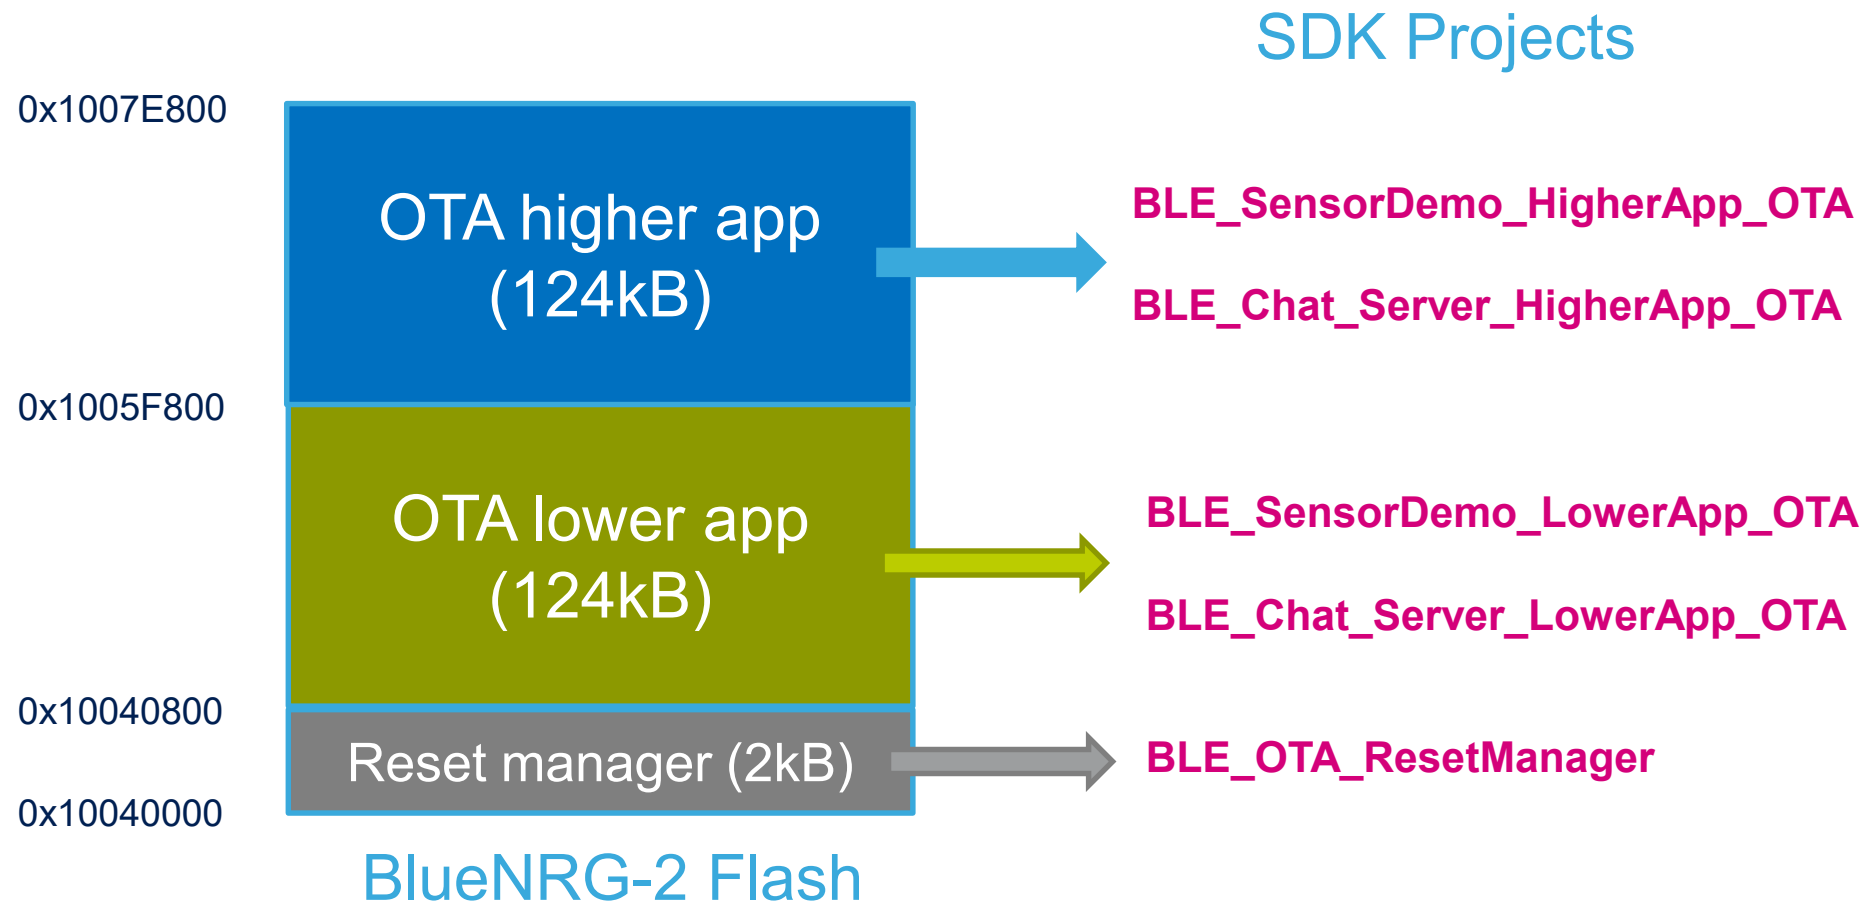 SDK Projects
0x1007E800
OTA higher app
(124kB)
BLE_SensorDemo_HigherApp_OTA
BLE_Chat_Server_HigherApp_OTA
0x1005F800
OTA lower app
(124kB)
BLE_SensorDemo_LowerApp_OTA
BLE_Chat_Server_LowerApp_OTA
0x10040800
Reset manager (2kB)
BLE_OTA_ResetManager
0x10040000
BlueNRG-2 Flash